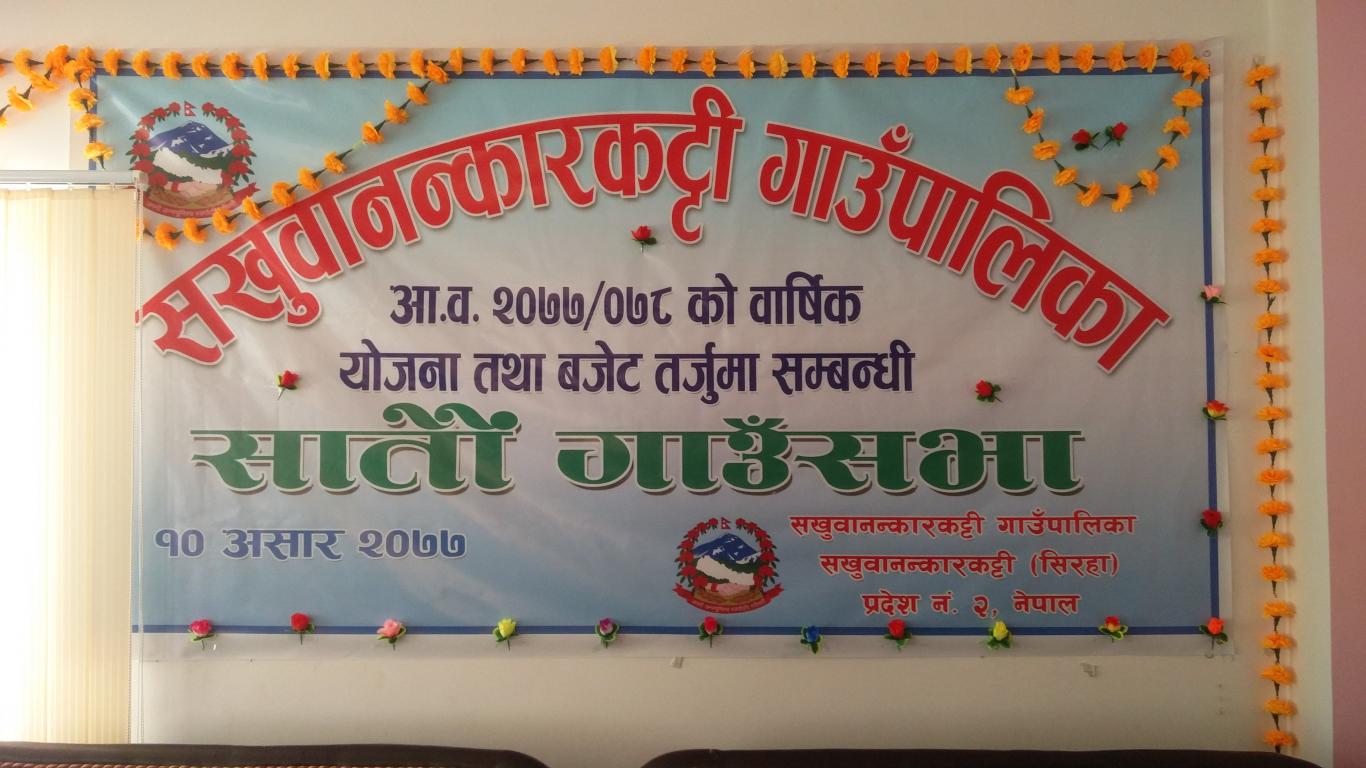 सखुवानन्कारकट्टी गाउँपालिका
आ.व. २०७७/०७८ को वार्षिक
योजना तथा बजेट तर्जुमा सम्बन्धी
सातौं गाउँसभा
१० असार २०७७
सखुवानन्कारकट्टी गाउँपालिका
सखुवानन्कारकट्टी (सिरहा)
प्रदेश नं. २, नेपाल